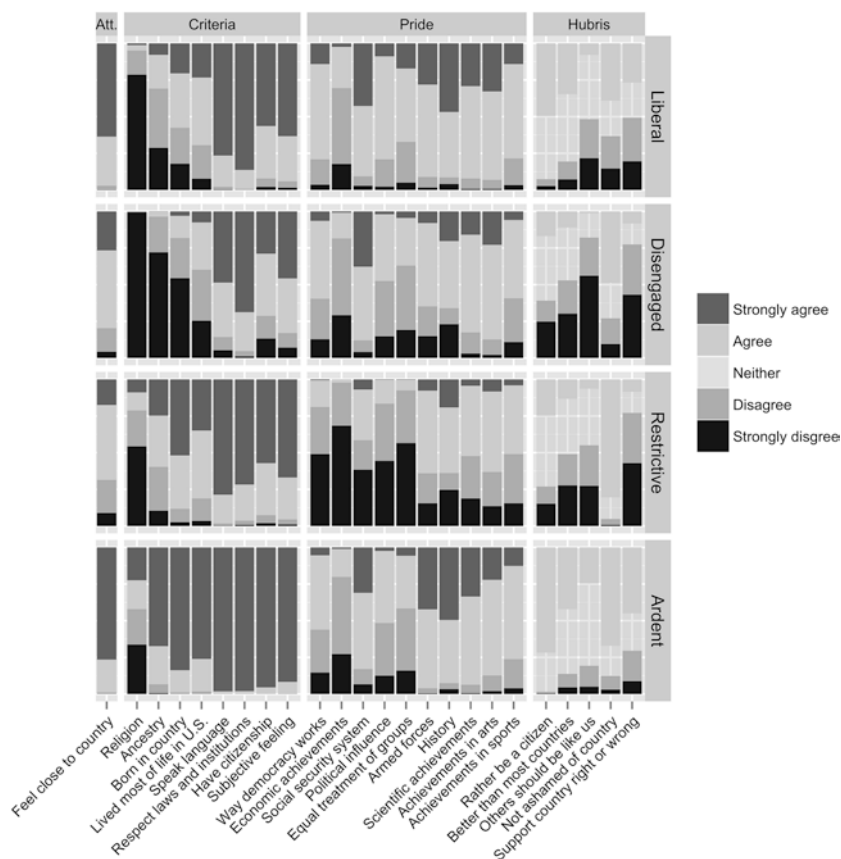 Att.
Criteria
Pride
Hubris
Liberal
Disengaged
Restrictive
Ardent
Strongly agree
Agree
Neither
Disagree
Strongly disgree
Feel close to country
Religion
Ancestry
Born in country
Lived most of life in U.S.
Speak language
Respect laws and institutions
Have citizenship
Subjective feeling
Way democracy works
Economic achievements
Social security system
Political influence
Equal treatment of groups
Armed forces
History
Scientific achievements
Achievements in arts
Achievements in sports
Rather be a citizen
Better than most countries
Others should be like us
Not ashamed of country
Support country right or wrong